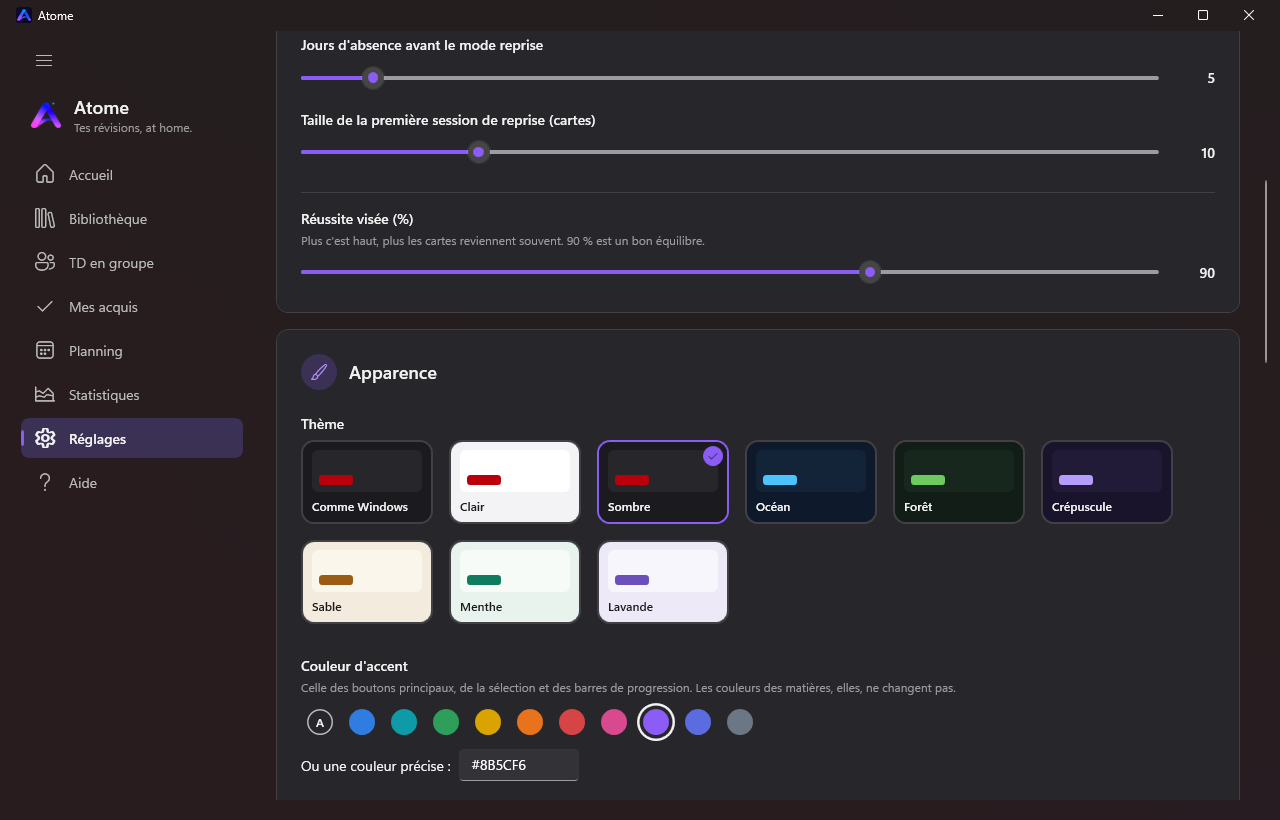 Atome
Atome
Tes révisions, at home.
Accueil
Bibliothèque
TD en groupe
Mes acquis
Planning
Statistiques
Réglages
Aide
Jours d'absence avant le mode reprise
5
Taille de la première session de reprise (cartes)
10
Réussite visée (%)
Plus c'est haut, plus les cartes reviennent souvent. 90 % est un bon équilibre.
90
Apparence
Thème
Comme Windows
Clair
Sombre
Océan
Forêt
Crépuscule
Sable
Menthe
Lavande
Couleur d'accent
Celle des boutons principaux, de la sélection et des barres de progression. Les couleurs des matières, elles, ne changent pas.
A
Ou une couleur précise :
#8B5CF6